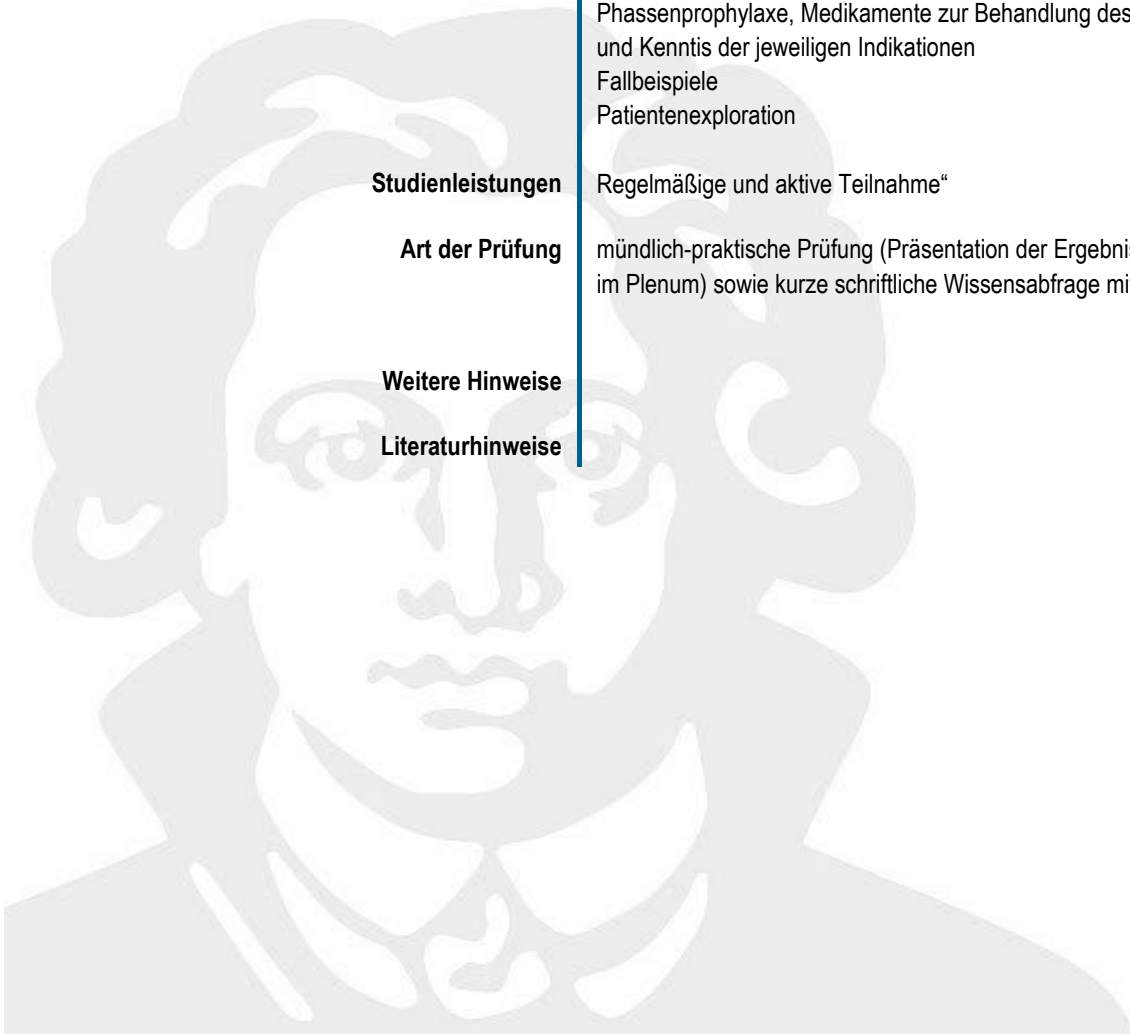 Phassenprophylaxe, Medikamente zur Behandlung des
und Kenntis der jeweiligen Indikationen
Fallbeispiele
Patientenexploration
Studienleistungen Regelmäßige und aktive Teilnahme“
Art der Prüfung mündlich-praktische Prüfung (Präsentation der
im Plenum) sowie kurze schriftliche Wissensabfrage
Weitere Hinweise
Literaturhinweise